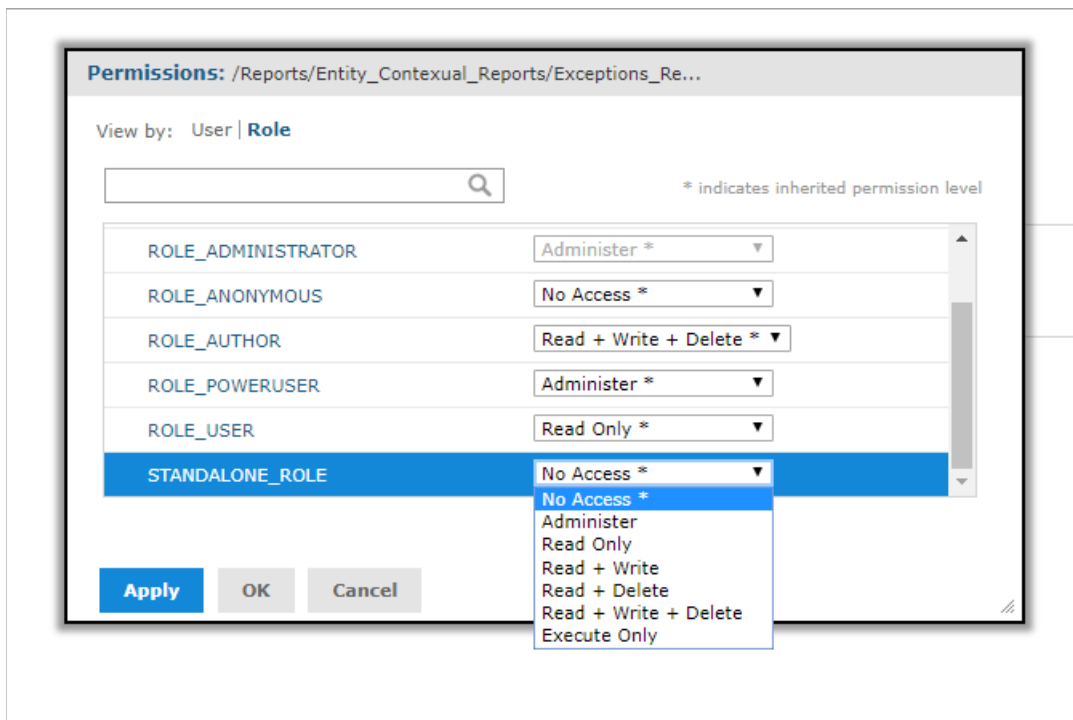 Permissions: /Reports/Entity_Contexual_Reports/Exceptions_Re...
View by: User | Role
* indicates inherited permission level
ROLE_ADMINISTRATOR Administer *
ROLE_ANONYMOUS No Access *
ROLE_AUTHOR Read + Write + Delete *
ROLE_POWERUSER Administer *
ROLE_USER Read Only *
STANDALONE_ROLE No Access *
No Access *
Administer
Read Only
Read + Write
Read + Delete
Read + Write + Delete
Execute Only
Apply OK Cancel